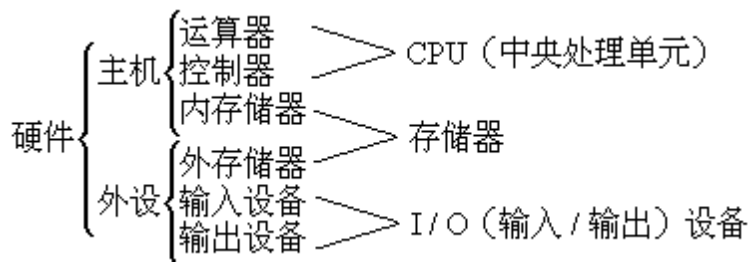 运算器
控制器
CPU（中央处理单元）
主机
内存储器
硬件
存储器
外存储器
外设
输入设备
输出设备
I/O（输入/输出）设备